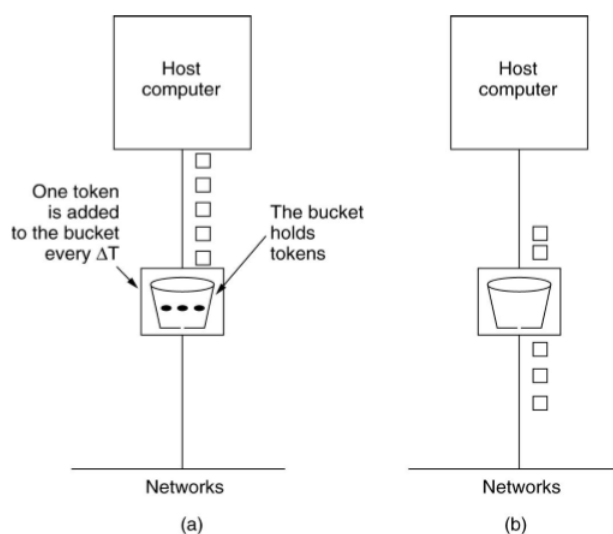 Host
computer
Host
computer
One token
is added
to the bucket
every ΔT
The bucket
holds
tokens
Networks
Networks
(a)
(b)